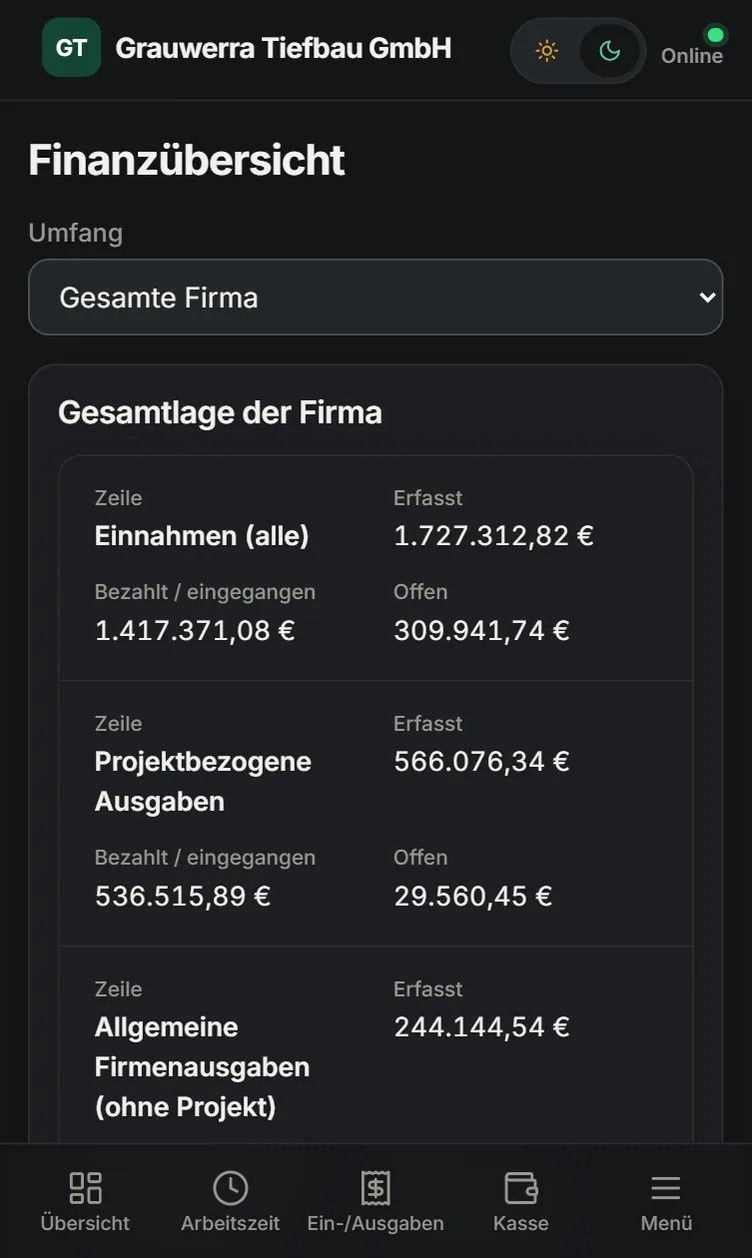 GT Grauwerra Tiefbau GmbH
Online
Finanzübersicht
Umfang
Gesamte Firma
Gesamtlage der Firma
Zeile Erfasst
Einnahmen (alle) 1.727.312,82 €
Bezahlt / eingegangen Offen
1.417.371,08 € 309.941,74 €
Zeile Erfasst
Projektbezogene 566.076,34 €
Ausgaben
Bezahlt / eingegangen Offen
536.515,89 € 29.560,45 €
Zeile Erfasst
Allgemeine 244.144,54 €
Firmenausgaben
(ohne Projekt)
Übersicht Arbeitszeit Ein-/Ausgaben Kasse Menü